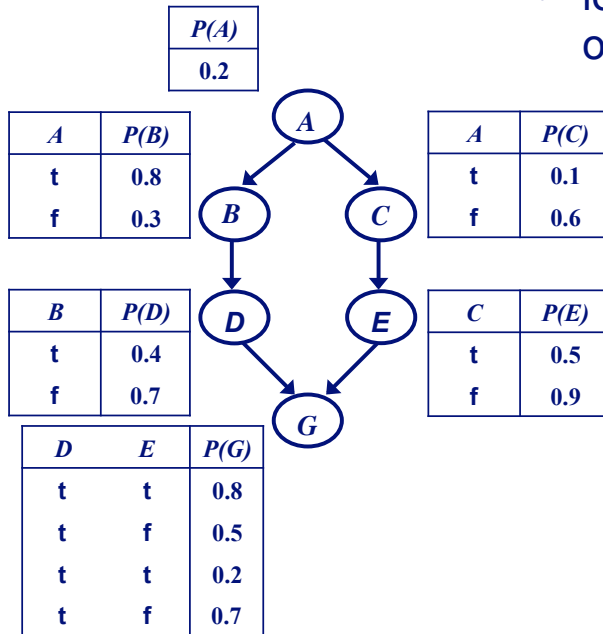 P(A)
0.2
A
A P(B)
t 0.8
f 0.3
A P(C)
t 0.1
f 0.6
B
C
B P(D)
t 0.4
f 0.7
D
E
C P(E)
t 0.5
f 0.9
G
D E P(G)
t t 0.8
t f 0.5
t t 0.2
t f 0.7